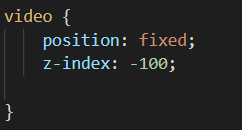 video {
    position: fixed;
    z-index: -100;
}